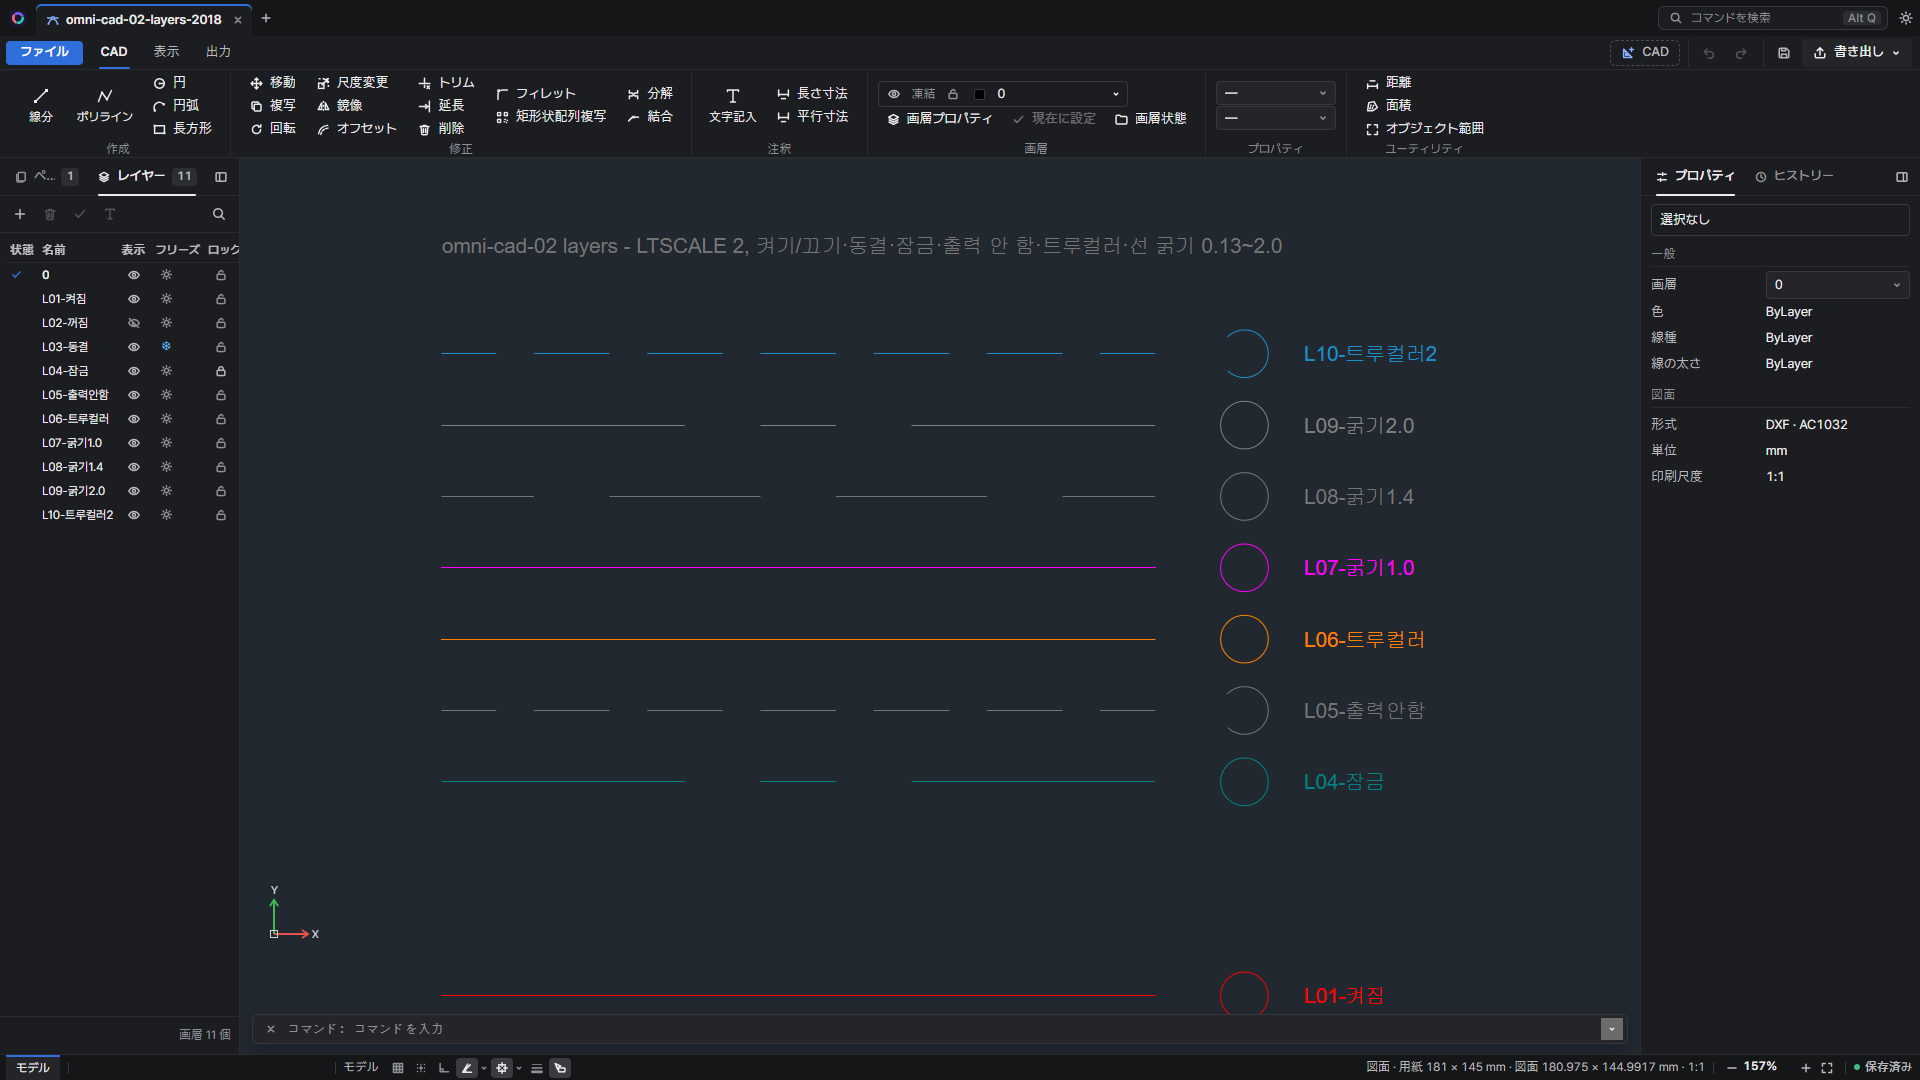 omni-cad-02-layers-2018
コマンドを検索 Alt Q
ファイル CAD 表示 出力
CAD 書き出し
線分 ポリライン 円 円弧 長方形
作成
移動 尺度変更 トリム
複写 鏡像 延長
回転 オフセット 削除
フィレット 分解
矩形状配列複写 結合
修正
文字記入 長さ寸法 平行寸法
注釈
凍結 0
画層プロパティ 現在に設定 画層状態
画層
プロパティ
距離
面積
オブジェクト範囲
ユーティリティ
ペ... 1 レイヤー 11
状態 名前 表示 フリーズ ロック
0
L01-켜짐
L02-꺼짐
L03-동결
L04-잠금
L05-출력안함
L06-트루컬러
L07-굵기1.0
L08-굵기1.4
L09-굵기2.0
L10-트루컬러2
画層 11 個
omni-cad-02 layers - LTSCALE 2, 켜기/끄기·동결·잠금·출력 안 함·트루컬러·선 굵기 0.13~2.0
L10-트루컬러2
L09-굵기2.0
L08-굵기1.4
L07-굵기1.0
L06-트루컬러
L05-출력안함
L04-잠금
L01-켜짐
Y
X
コマンド: コマンドを入力
プロパティ ヒストリー
選択なし
一般
画層 0
色 ByLayer
線種 ByLayer
線の太さ ByLayer
図面
形式 DXF · AC1032
単位 mm
印刷尺度 1:1
モデル
モデル
図面 · 用紙 181 × 145 mm · 図面 180.975 × 144.9917 mm · 1:1
157%
保存済み